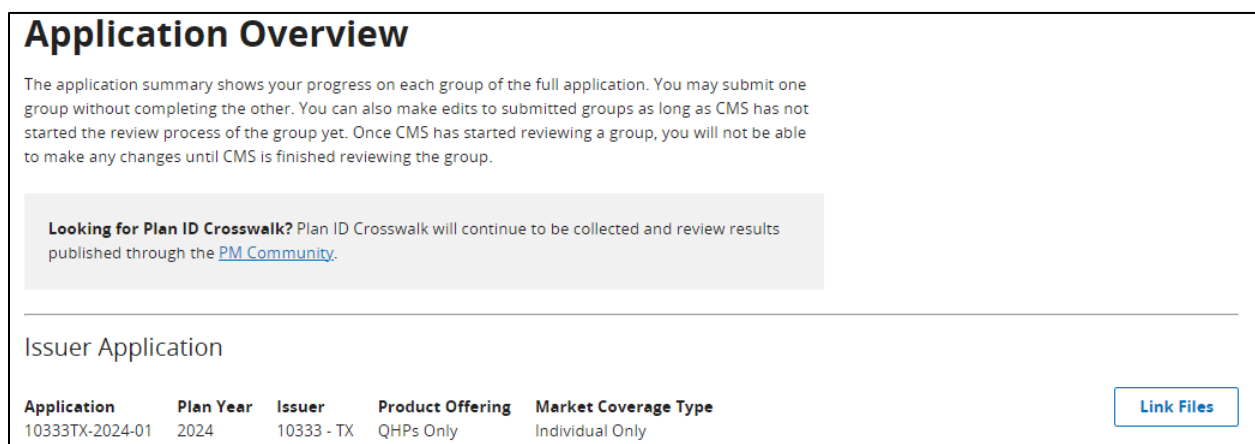 Application Overview
The application summary shows your progress on each group of the full application. You may submit one
group without completing the other. You can also make edits to submitted groups as long as CMS has not
started the review process of the group yet. Once CMS has started reviewing a group, you will not be able
to make any changes until CMS is finished reviewing the group.
Looking for Plan ID Crosswalk? Plan ID Crosswalk will continue to be collected and review results
published through the PM Community.
Issuer Application
Application Plan Year Issuer Product Offering Market Coverage Type Link Files
10333TX-2024-01 2024 10333 - TX QHPs Only Individual Only